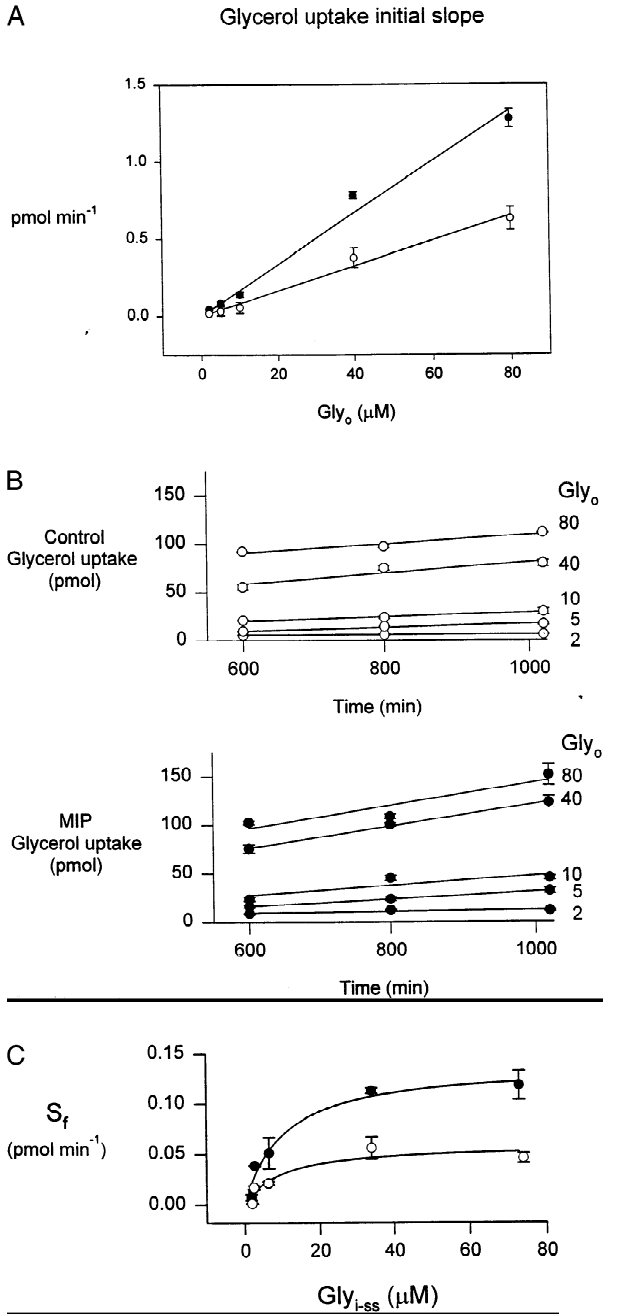 A
Glycerol uptake initial slope
1.5
1.0
pmol min⁻¹
0.5
0.0
0 20 40 60 80
Glyₒ (μM)
B
150
Glyₒ
Control
Glycerol uptake
(pmol)
100
80
50
40
10
5
0
2
600 800 1000
Time (min)
Glyₒ
150
80
MIP
Glycerol uptake
(pmol)
100
40
50
10
5
0
2
600 800 1000
Time (min)
C
0.15
S_f
(pmol min⁻¹)
0.10
0.05
0.00
0 20 40 60 80
Gly_i-ss (μM)